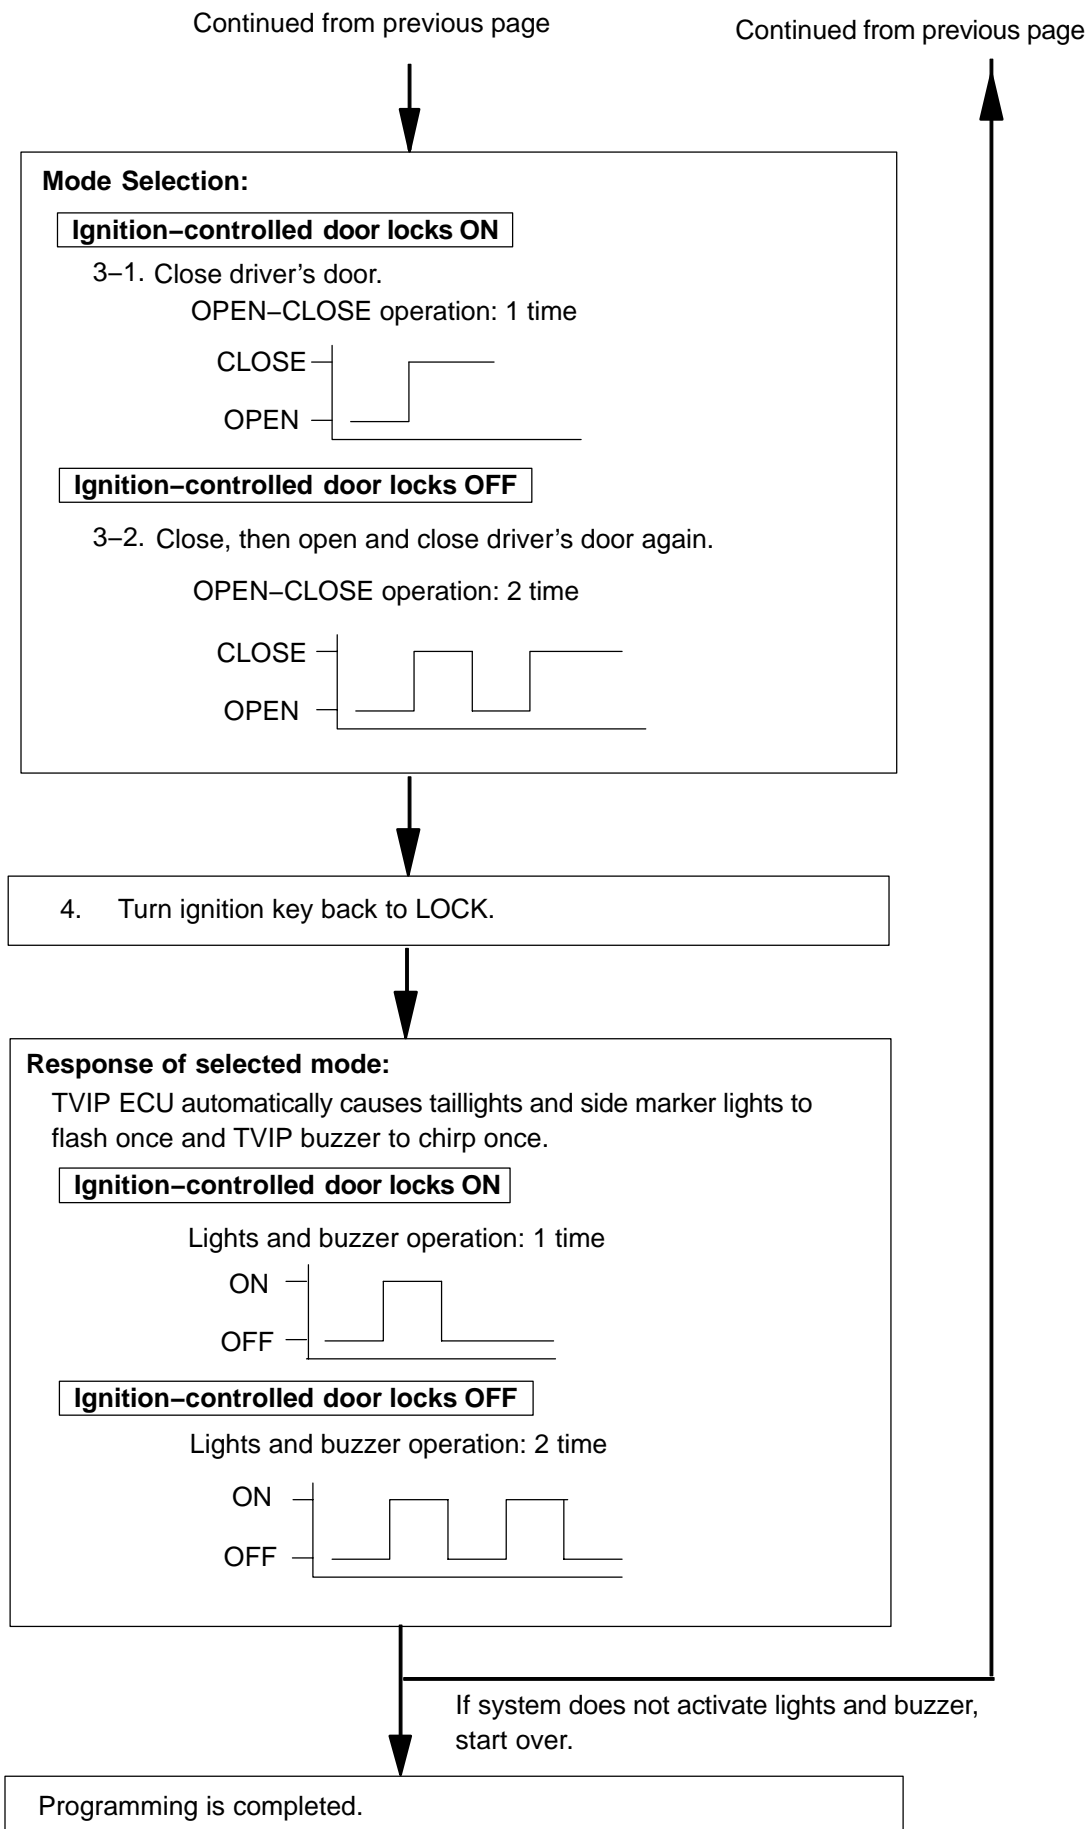 Continued from previous page
Continued from previous page
Mode Selection:
Ignition−controlled door locks ON
3−1. Close driver's door.
OPEN−CLOSE operation: 1 time
CLOSE
OPEN
Ignition−controlled door locks OFF
3−2. Close, then open and close driver's door again.
OPEN−CLOSE operation: 2 time
CLOSE
OPEN
4. Turn ignition key back to LOCK.
Response of selected mode:
TVIP ECU automatically causes taillights and side marker lights to
flash once and TVIP buzzer to chirp once.
Ignition−controlled door locks ON
Lights and buzzer operation: 1 time
ON
OFF
Ignition−controlled door locks OFF
Lights and buzzer operation: 2 time
ON
OFF
If system does not activate lights and buzzer,
start over.
Programming is completed.